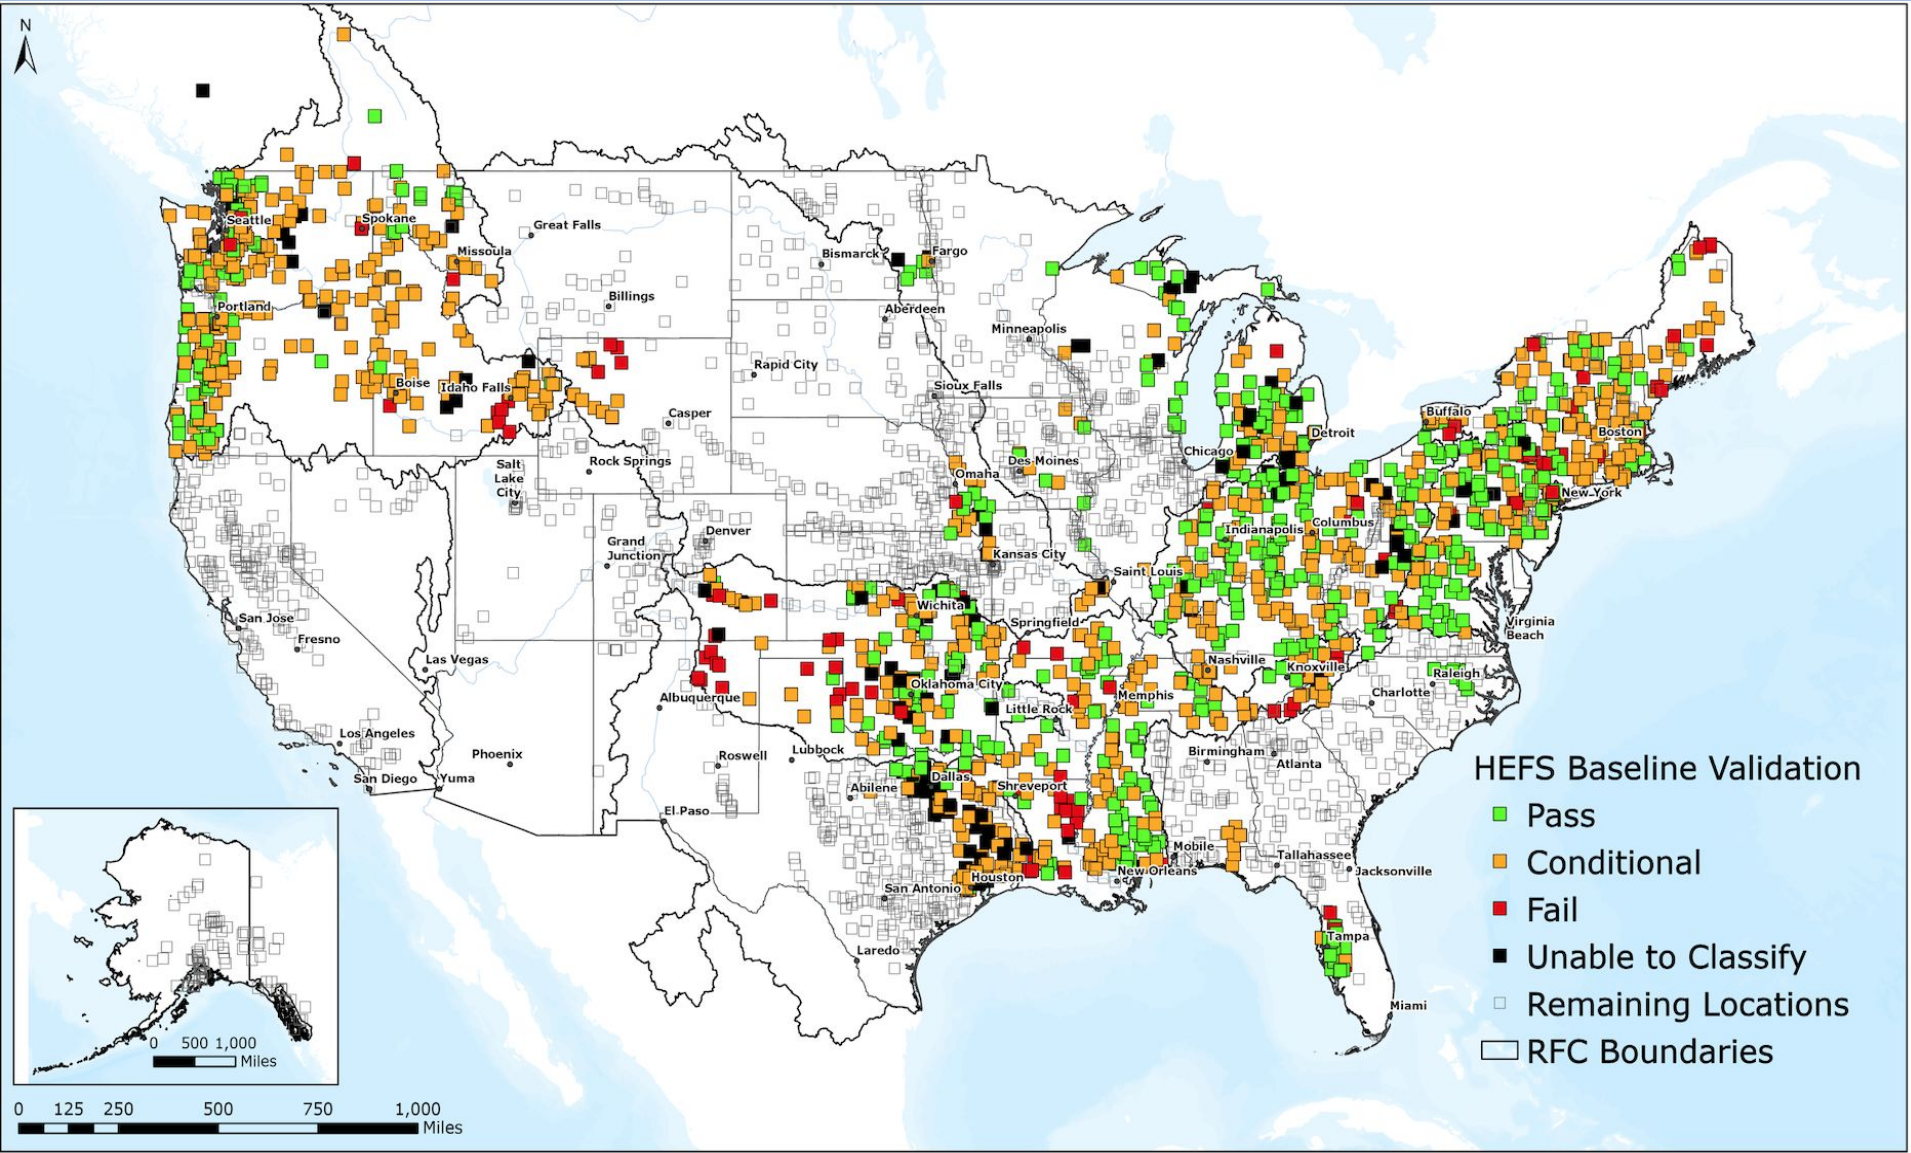 N
Seattle
Spokane
Great Falls
Missoula
Bismarck
Fargo
Portland
Billings
Aberdeen
Minneapolis
Boise
Idaho Falls
Rapid City
Sioux Falls
Casper
Buffalo
Boston
Detroit
Chicago
Salt
Lake
City
Rock Springs
Omaha
Des Moines
New York
Denver
Indianapolis
Columbus
Grand
Junction
Kansas City
Saint Louis
San Jose
Fresno
Wichita
Springfield
Virginia
Beach
Las Vegas
Nashville
Knoxville
Raleigh
Albuquerque
Oklahoma City
Memphis
Charlotte
Little Rock
Los Angeles
Phoenix
Roswell
Lubbock
Birmingham
Atlanta
San Diego
Yuma
Abilene
Dallas
Shreveport
El Paso
Mobile
Tallahassee
Jacksonville
San Antonio
Houston
New Orleans
Tampa
Laredo
Miami
HEFS Baseline Validation
Pass
Conditional
Fail
Unable to Classify
Remaining Locations
RFC Boundaries
0 500 1,000
Miles
0 125 250 500 750 1,000
Miles